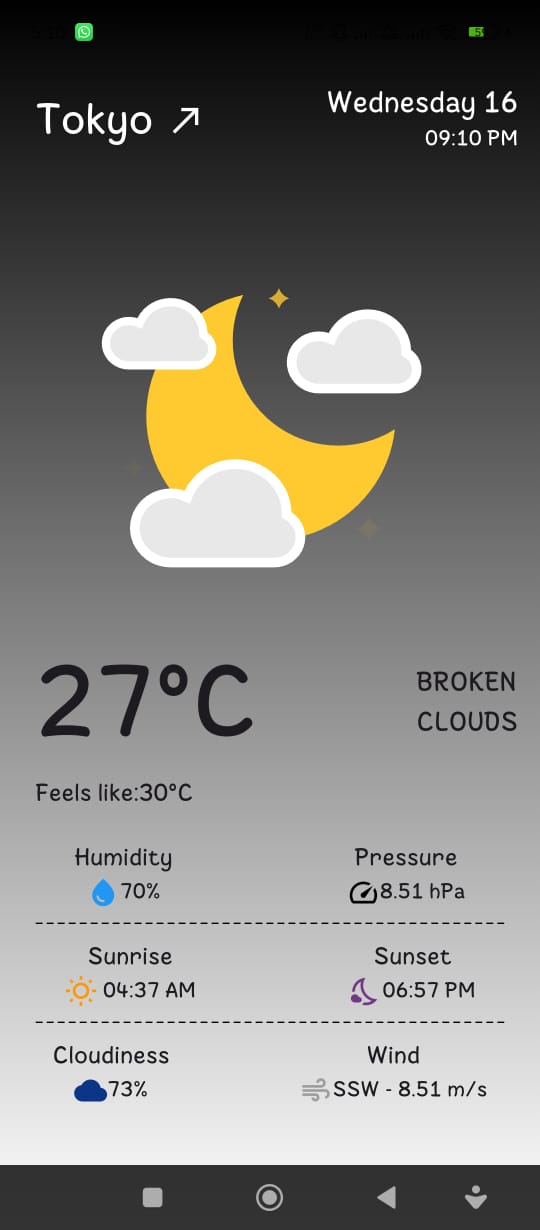 Tokyo
Wednesday 16
09:10 PM
27°C
BROKEN
CLOUDS
Feels like:30°C
Humidity
70%
Pressure
8.51 hPa
Sunrise
04:37 AM
Sunset
06:57 PM
Cloudiness
73%
Wind
SSW - 8.51 m/s